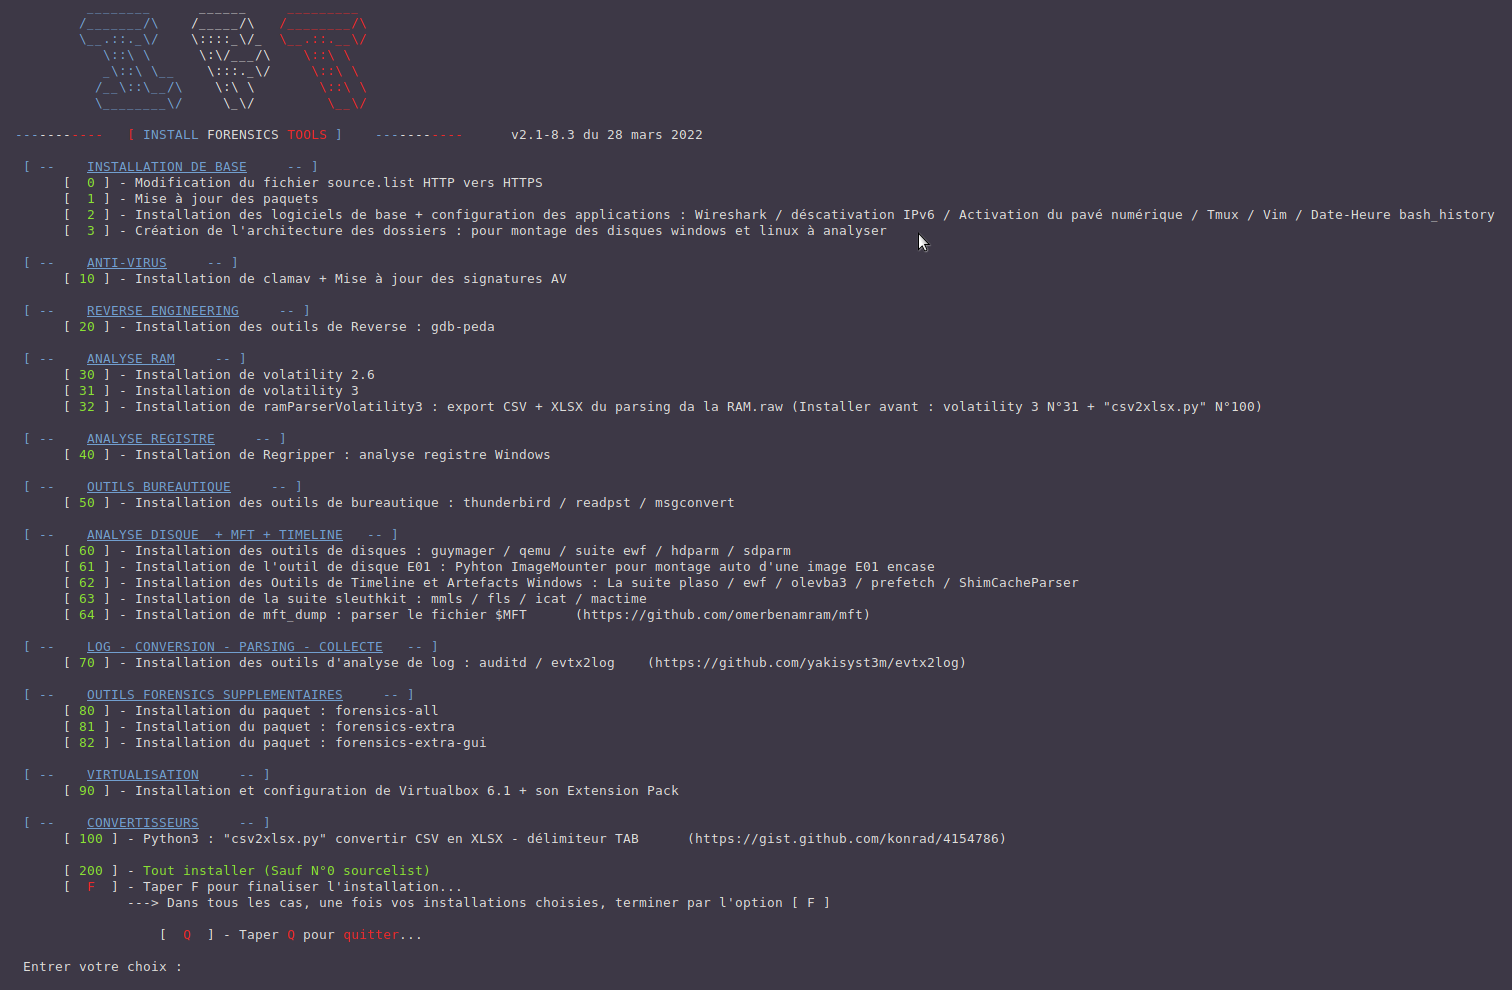 [ INSTALL FORENSICS TOOLS ]    -----------      v2.1-8.3 du 28 mars 2022
[ --    INSTALLATION DE BASE     -- ]
[  0 ] - Modification du fichier source.list HTTP vers HTTPS
[  1 ] - Mise à jour des paquets
[  2 ] - Installation des logiciels de base + configuration des applications : Wireshark / déscativation IPv6 / Activation du pavé numérique / Tmux / Vim / Date-Heure bash_history
[  3 ] - Création de l'architecture des dossiers : pour montage des disques windows et linux à analyser
[ --    ANTI-VIRUS     -- ]
[ 10 ] - Installation de clamav + Mise à jour des signatures AV
[ --    REVERSE ENGINEERING     -- ]
[ 20 ] - Installation des outils de Reverse : gdb-peda
[ --    ANALYSE RAM     -- ]
[ 30 ] - Installation de volatility 2.6
[ 31 ] - Installation de volatility 3
[ 32 ] - Installation de ramParserVolatility3 : export CSV + XLSX du parsing da la RAM.raw (Installer avant : volatility 3 N°31 + "csv2xlsx.py" N°100)
[ --    ANALYSE REGISTRE     -- ]
[ 40 ] - Installation de Regripper : analyse registre Windows
[ --    OUTILS BUREAUTIQUE     -- ]
[ 50 ] - Installation des outils de bureautique : thunderbird / readpst / msgconvert
[ --    ANALYSE DISQUE  + MFT + TIMELINE   -- ]
[ 60 ] - Installation des outils de disques : guymager / qemu / suite ewf / hdparm / sdparm
[ 61 ] - Installation de l'outil de disque E01 : Pyhton ImageMounter pour montage auto d'une image E01 encase
[ 62 ] - Installation des Outils de Timeline et Artefacts Windows : La suite plaso / ewf / olevba3 / prefetch / ShimCacheParser
[ 63 ] - Installation de la suite sleuthkit : mmls / fls / icat / mactime
[ 64 ] - Installation de mft_dump : parser le fichier $MFT      (https://github.com/omerbenamram/mft)
[ --    LOG - CONVERSION - PARSING - COLLECTE   -- ]
[ 70 ] - Installation des outils d'analyse de log : auditd / evtx2log    (https://github.com/yakisyst3m/evtx2log)
[ --    OUTILS FORENSICS SUPPLEMENTAIRES     -- ]
[ 80 ] - Installation du paquet : forensics-all
[ 81 ] - Installation du paquet : forensics-extra
[ 82 ] - Installation du paquet : forensics-extra-gui
[ --    VIRTUALISATION     -- ]
[ 90 ] - Installation et configuration de Virtualbox 6.1 + son Extension Pack
[ --    CONVERTISSEURS     -- ]
[ 100 ] - Python3 : "csv2xlsx.py" convertir CSV en XLSX - délimiteur TAB      (https://gist.github.com/konrad/4154786)
[ 200 ] - Tout installer (Sauf N°0 sourcelist)
[  F  ] - Taper F pour finaliser l'installation...
---> Dans tous les cas, une fois vos installations choisies, terminer par l'option [ F ]
[  Q  ] - Taper Q pour quitter...
Entrer votre choix :